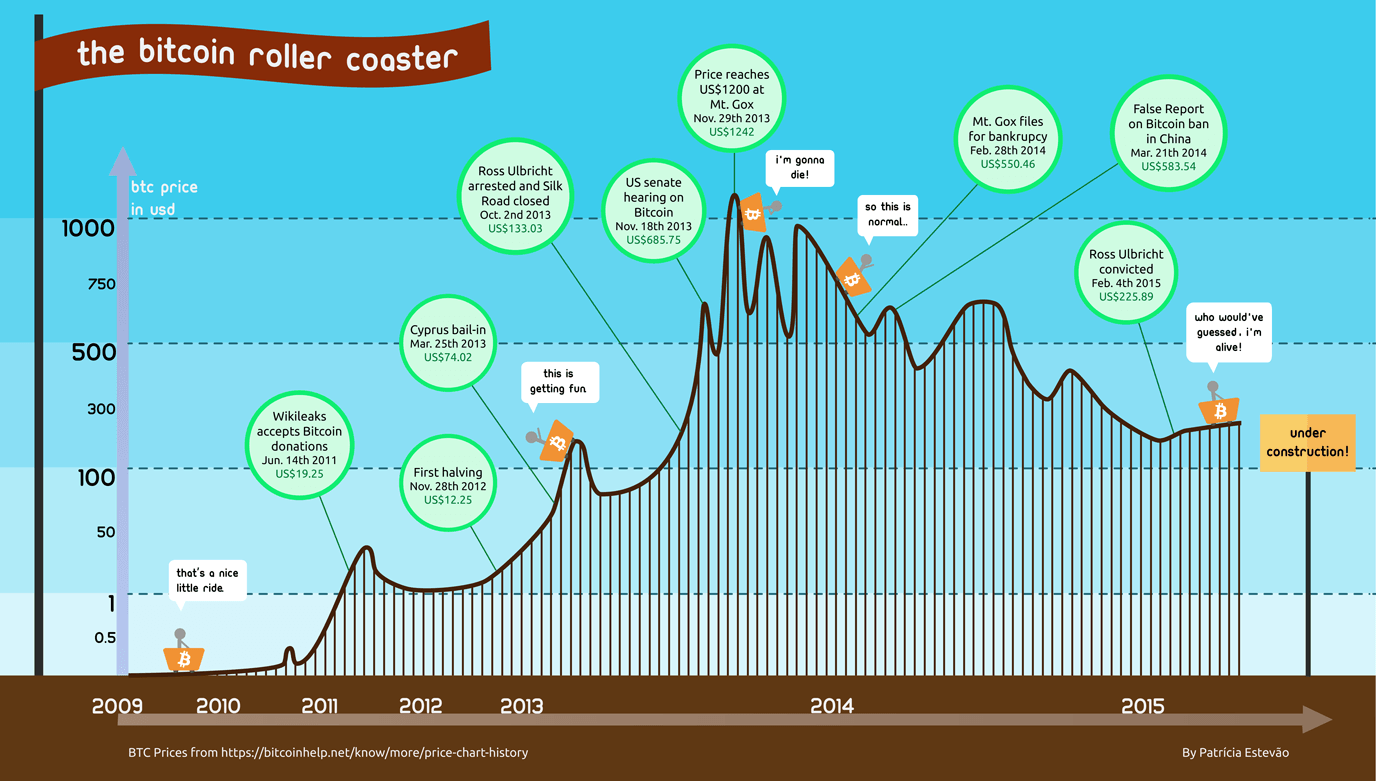 the bitcoin roller coaster
btc price
in usd
1000
750
500
300
100
50
1
0.5
that's a nice
little ride.
Wikileaks
accepts Bitcoin
donations
Jun. 14th 2011
US$19.25
First halving
Nov. 28th 2012
US$12.25
Cyprus bail-in
Mar. 25th 2013
US$74.02
this is
getting fun.
Ross Ulbricht
arrested and Silk
Road closed
Oct. 2nd 2013
US$133.03
US senate
hearing on
Bitcoin
Nov. 18th 2013
US$685.75
Price reaches
US$1200 at
Mt. Gox
Nov. 29th 2013
US$1242
i'm gonna
die!
so this is
normal..
Mt. Gox files
for bankrupcy
Feb. 28th 2014
US$550.46
False Report
on Bitcoin ban
in China
Mar. 21th 2014
US$583.54
Ross Ulbricht
convicted
Feb. 4th 2015
US$225.89
who would've
guessed. i'm
alive!
under
construction!
2009
2010
2011
2012
2013
2014
2015
BTC Prices from https://bitcoinhelp.net/know/more/price-chart-history
By Patrícia Estevão